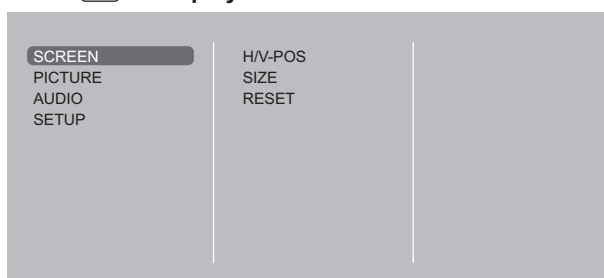 SCREEN
PICTURE
AUDIO
SETUP
H/V-POS
SIZE
RESET